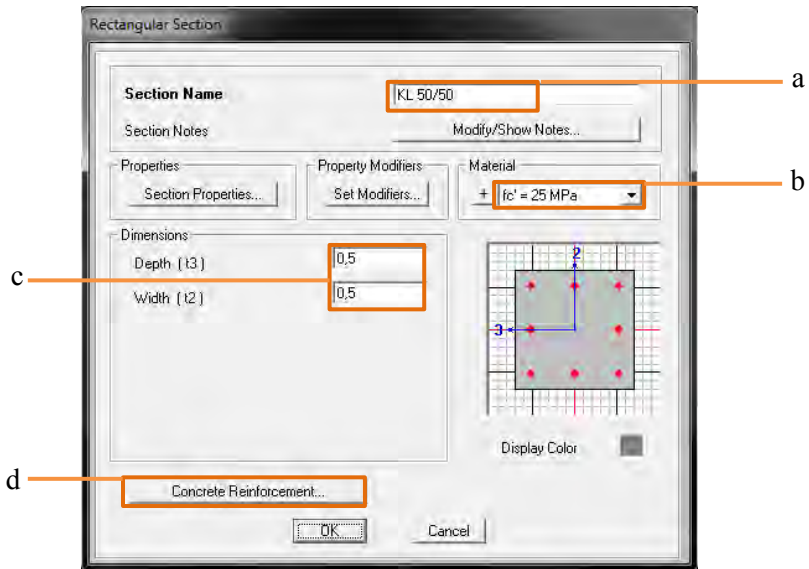 Rectangular Section
a
Section Name KL 50/50
Section Notes Modify/Show Notes...
Properties Property Modifiers Material
b
Section Properties... Set Modifiers... + fc' = 25 MPa
Dimensions
Depth ( t3 ) 0,5
c
Width ( t2 ) 0,5
2
3
Display Color
d
Concrete Reinforcement...
OK Cancel